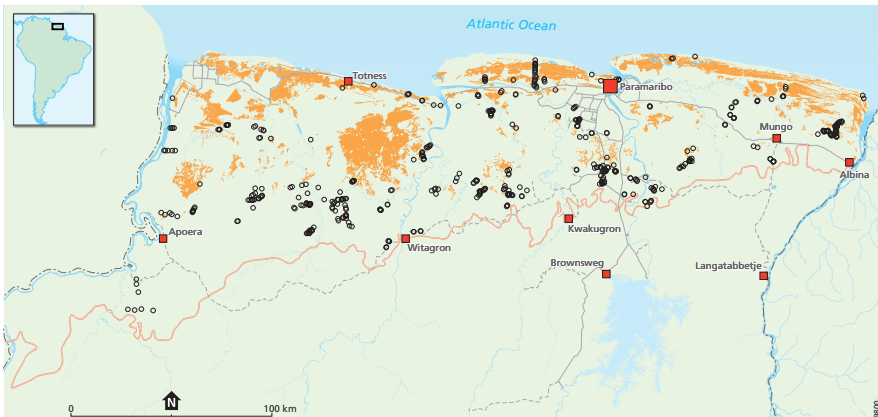 Atlantic Ocean
Totness
Paramaribo
Mungo
Albina
Apoera
Witagron
Kwakugron
Brownsweg
Langatabbetje
N
0 100 km